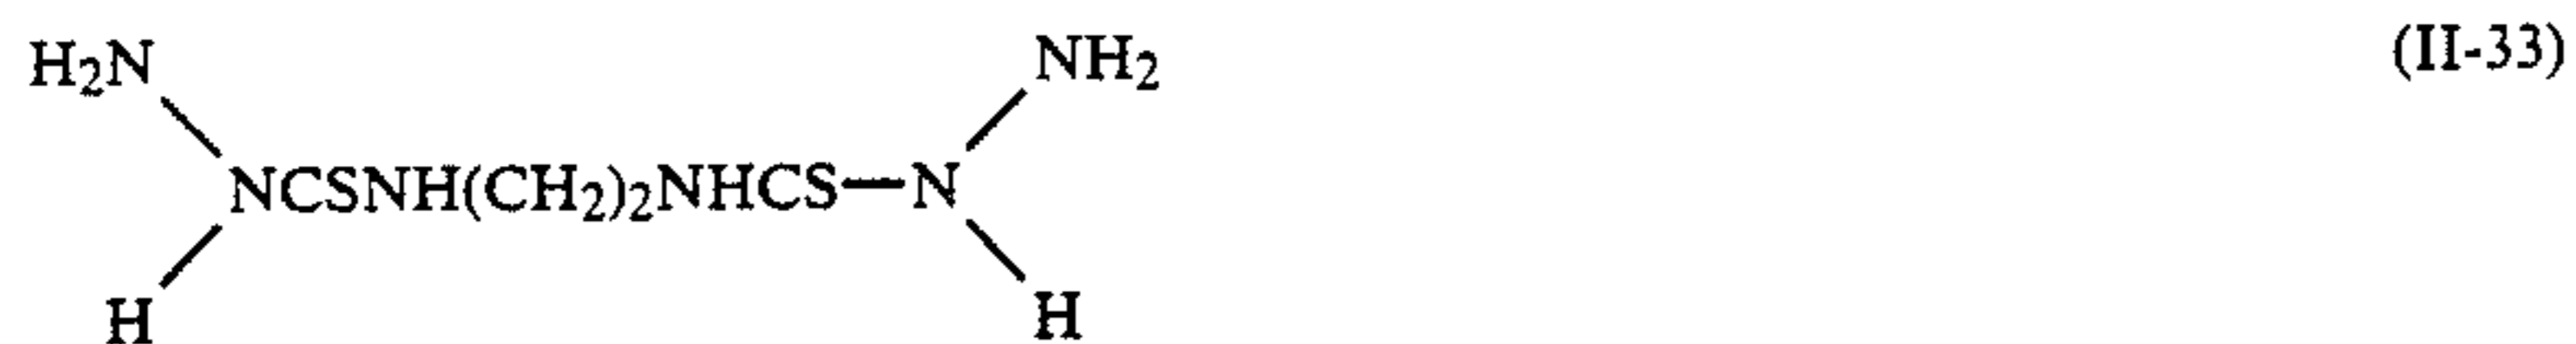 H2N NH2 (II-33)
NCSNH(CH2)2NHCS—N
H H